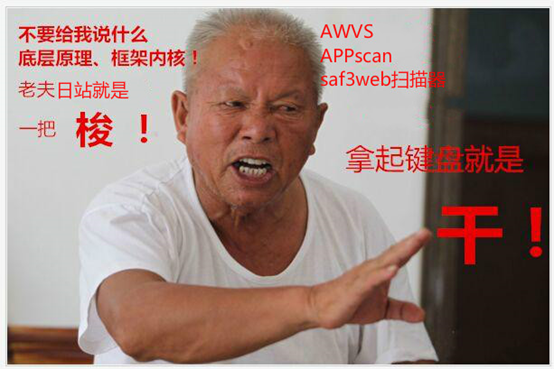 不要给我说什么
底层原理、框架内核！
老夫日站就是
一把 梭！
AWVS
APPscan
saf3web扫描器
拿起键盘就是
干！